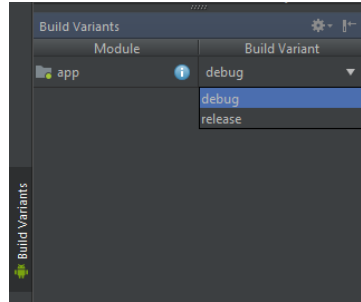 Build Variants
Module Build Variant
app debug
debug
release
Build Variants